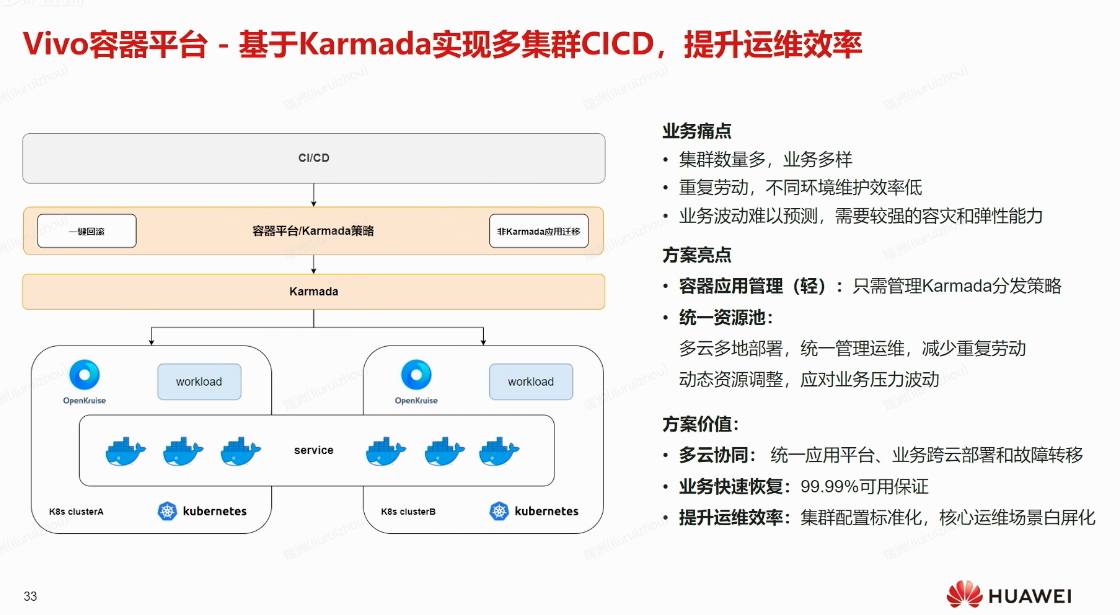 Vivo容器平台 - 基于Karmada实现多集群CICD，提升运维效率
CI/CD
一键回滚
容器平台/Karmada策略
非Karmada应用迁移
Karmada
OpenKruise
workload
OpenKruise
workload
service
K8s clusterA
kubernetes
K8s clusterB
kubernetes
业务痛点
• 集群数量多，业务多样
• 重复劳动，不同环境维护效率低
• 业务波动难以预测，需要较强的容灾和弹性能力
方案亮点
• 容器应用管理（轻）：只需管理Karmada分发策略
• 统一资源池：
多云多地部署，统一管理运维，减少重复劳动
动态资源调整，应对业务压力波动
方案价值：
• 多云协同： 统一应用平台、业务跨云部署和故障转移
• 业务快速恢复：99.99%可用保证
• 提升运维效率：集群配置标准化，核心运维场景白屏化
33
HUAWEI